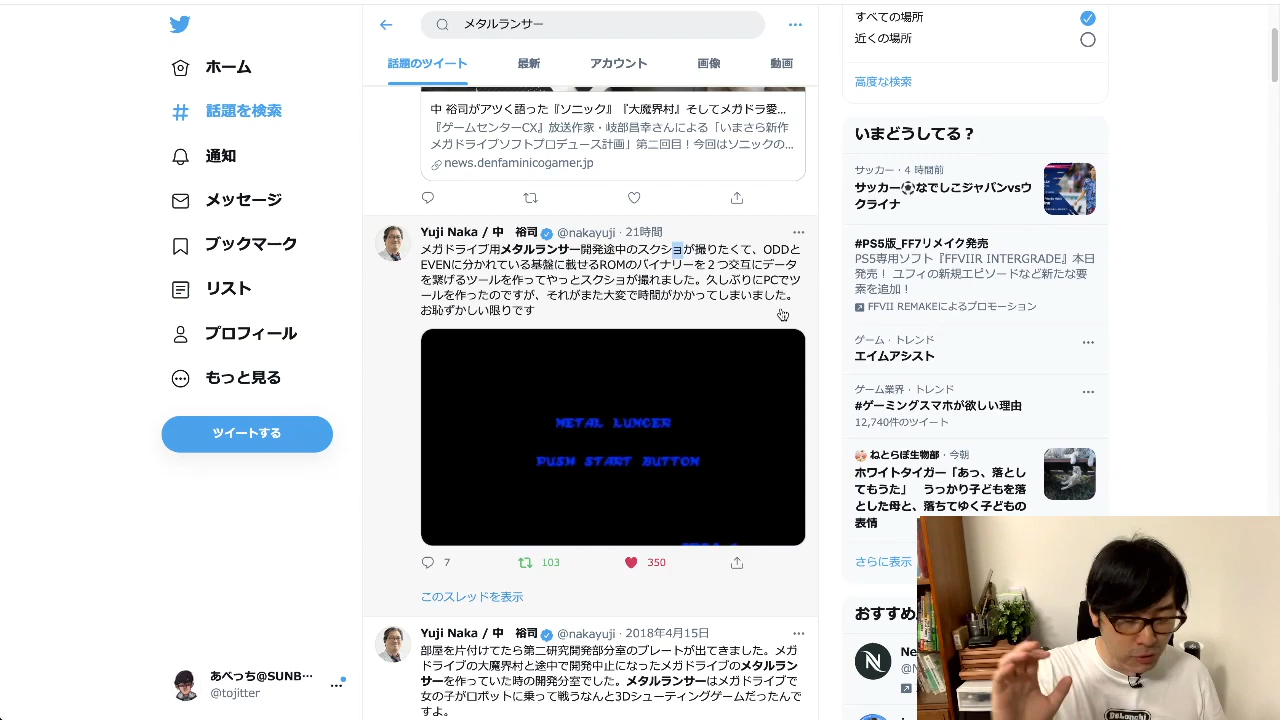 メタルランサー
ホーム
話題を検索
通知
メッセージ
ブックマーク
リスト
プロフィール
もっと見る
ツイートする
あべっち@SUNB…
@tojitter
話題のツイート
最新
アカウント
画像
動画
中 裕司がアツく語った『ソニック』『大魔界村』そしてメガドラ愛…
『ゲームセンターCX』放送作家・岐部昌幸さんによる「いまさら新作
メガドライブソフトプロデュース計画」第二回目！今回はソニックの…
news.denfaminicogamer.jp
Yuji Naka / 中 裕司 @nakayuji · 21時間
メガドライブ用メタルランサー開発途中のスクショが撮りたくて、ODDと
EVENに分かれている基盤に載せるROMのバイナリーを２つ交互にデータ
を繋げるツールを作ってやっとスクショが撮れました。久しぶりにPCでツ
ールを作ったのですが、それがまた大変で時間がかかってしまいました。
お恥ずかしい限りです
METAL LUNCER
PUSH START BUTTON
7
103
350
このスレッドを表示
Yuji Naka / 中 裕司 @nakayuji · 2018年4月15日
部屋を片付けてたら第二研究開発部分室のプレートが出てきました。メガ
ドライブの大魔界村と途中で開発中止になったメガドライブのメタルラン
サーを作っていた時の開発分室でした。メタルランサーはメガドライブで
女の子がロボットに乗って戦うなんと3Dシューティングゲームだったんで
すよ。
すべての場所
近くの場所
高度な検索
いまどうしてる？
サッカー · 4 時間前
サッカー⚽なでしこジャパンvsウ
クライナ
#PS5版_FF7リメイク発売
PS5専用ソフト『FFVIIR INTERGRADE』本日
発売！ ユフィの新規エピソードなど新たな要
素を追加！
FFVII REMAKEによるプロモーション
ゲーム · トレンド
エイムアシスト
ゲーム業界 · トレンド
#ゲーミングスマホが欲しい理由
12,740件のツイート
ねとらぼ生物部 · 今朝
ホワイトタイガー「あっ、落とし
てもうた」 うっかり子どもを落
とした母と、落ちてゆく子どもの
表情
さらに表示
おすすめ
Ne
@N
DeLonghi